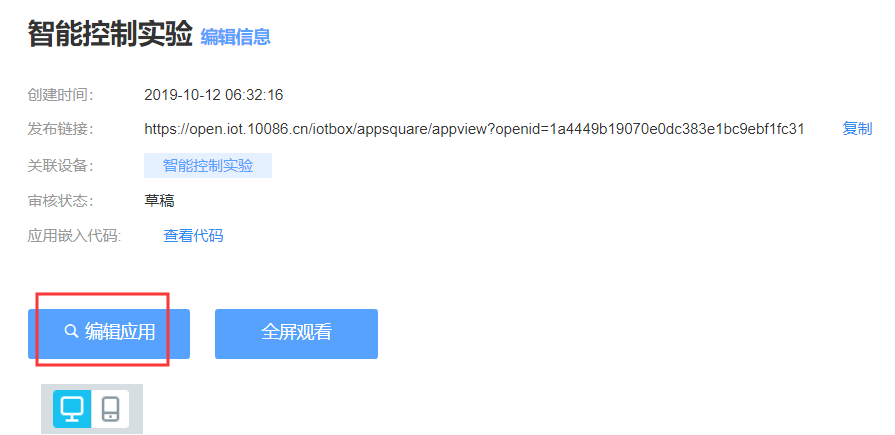 智能控制实验 编辑信息
创建时间： 2019-10-12 06:32:16
发布链接： https://open.iot.10086.cn/iotbox/appsquare/appview?openid=1a4449b19070e0dc383e1bc9ebf1fc31 复制
关联设备： 智能控制实验
审核状态： 草稿
应用嵌入代码: 查看代码
编辑应用 全屏观看